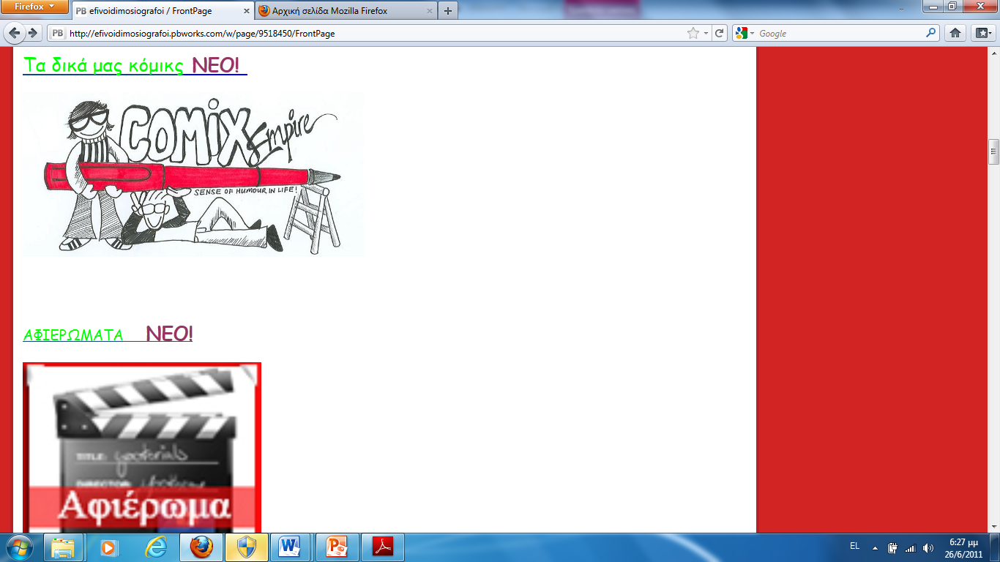 Firefox
efivoidimosiografoi / FrontPage
Αρχική σελίδα Mozilla Firefox
http://efivoidimosiografoi.pbworks.com/w/page/9518450/FrontPage
Google
Τα δικά μας κόμικς ΝΕΟ!
COMiX Empire
SENSE OF HUMOUR IN LIFE!
ΑΦΙΕΡΩΜΑΤΑ ΝΕΟ!
TITLE:
DIRECTOR:
Αφιέρωμα
EL
6:27 μμ
26/6/2011